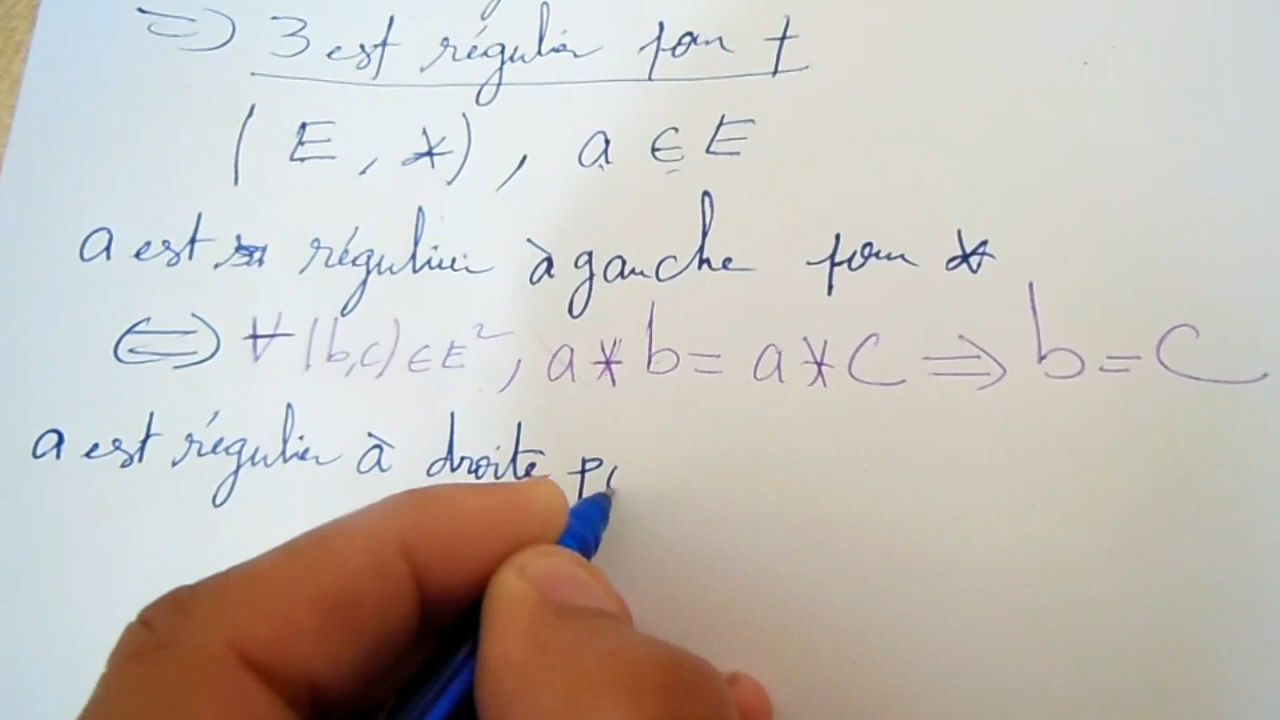 => 3 est régulier pour +
(E, *), a ∈ E
a est régulier à gauche pour *
<=> ∀(b,c) ∈ E², a * b = a * c => b = c
a est régulier à droite